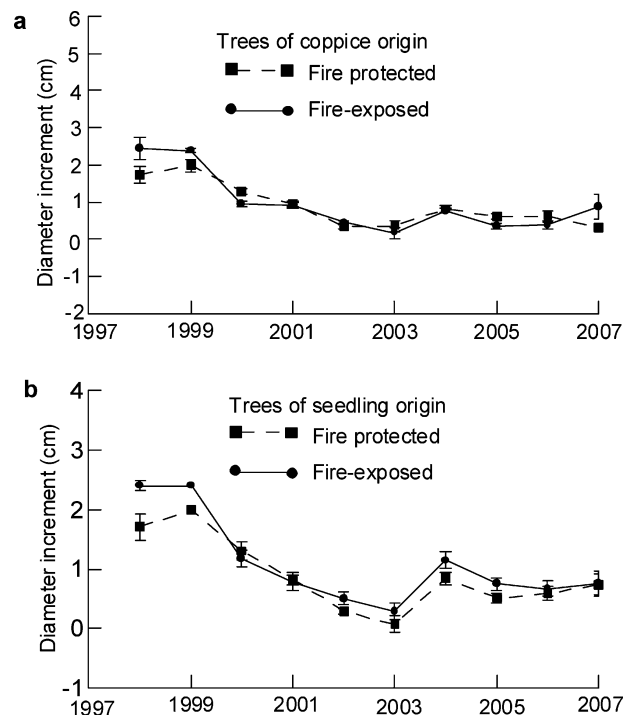 a
6
5
4
3
2
1
0
-1
-2
Diameter increment (cm)
Trees of coppice origin
Fire protected
Fire-exposed
1997 1999 2001 2003 2005 2007
b
4
3
2
1
0
-1
Diameter increment (cm)
Trees of seedling origin
Fire protected
Fire-exposed
1997 1999 2001 2003 2005 2007